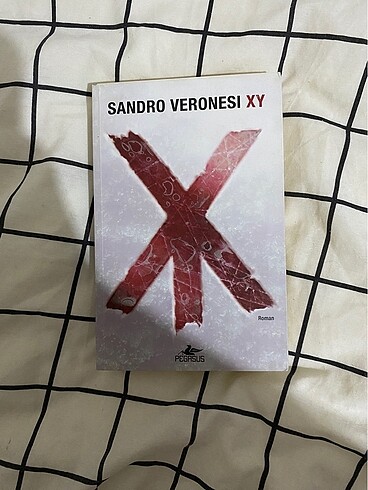 SANDRO VERONESI XY
Roman
PEGASUS